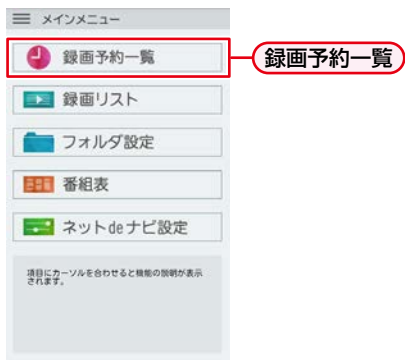 メインメニュー
録画予約一覧
録画予約一覧
録画リスト
フォルダ設定
番組表
ネットdeナビ設定
項目にカーソルを合わせると機能の説明が表示
されます。